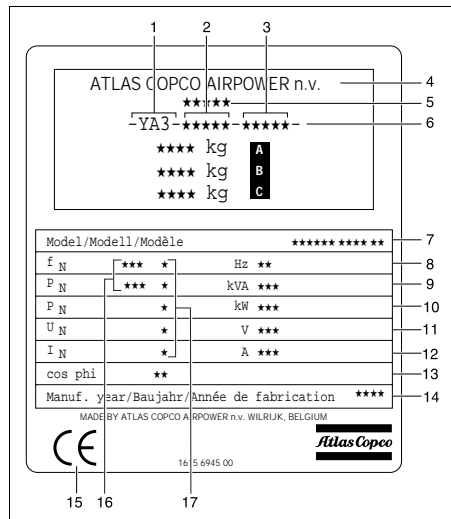 1 2 3
ATLAS COPCO AIRPOWER n.v. 4
★★★★★ 5
-YA3-★★★★★-★★★★★- 6
★★★★ kg A
★★★★ kg B
★★★★ kg C
Model/Modell/Modèle ★★★★★★ ★★★★ ★★ 7
f N ★★★ ★ Hz ★★ 8
P N ★★★ ★ kVA ★★★ 9
P N ★ kW ★★★ 10
U N ★ V ★★★ 11
I N ★ A ★★★ 12
cos phi ★★ 13
Manuf. year/Baujahr/Année de fabrication ★★★★ 14
MADE BY ATLAS COPCO AIRPOWER n.v. WILRIJK, BELGIUM
CE Atlas Copco
1615 6945 00
15 16 17